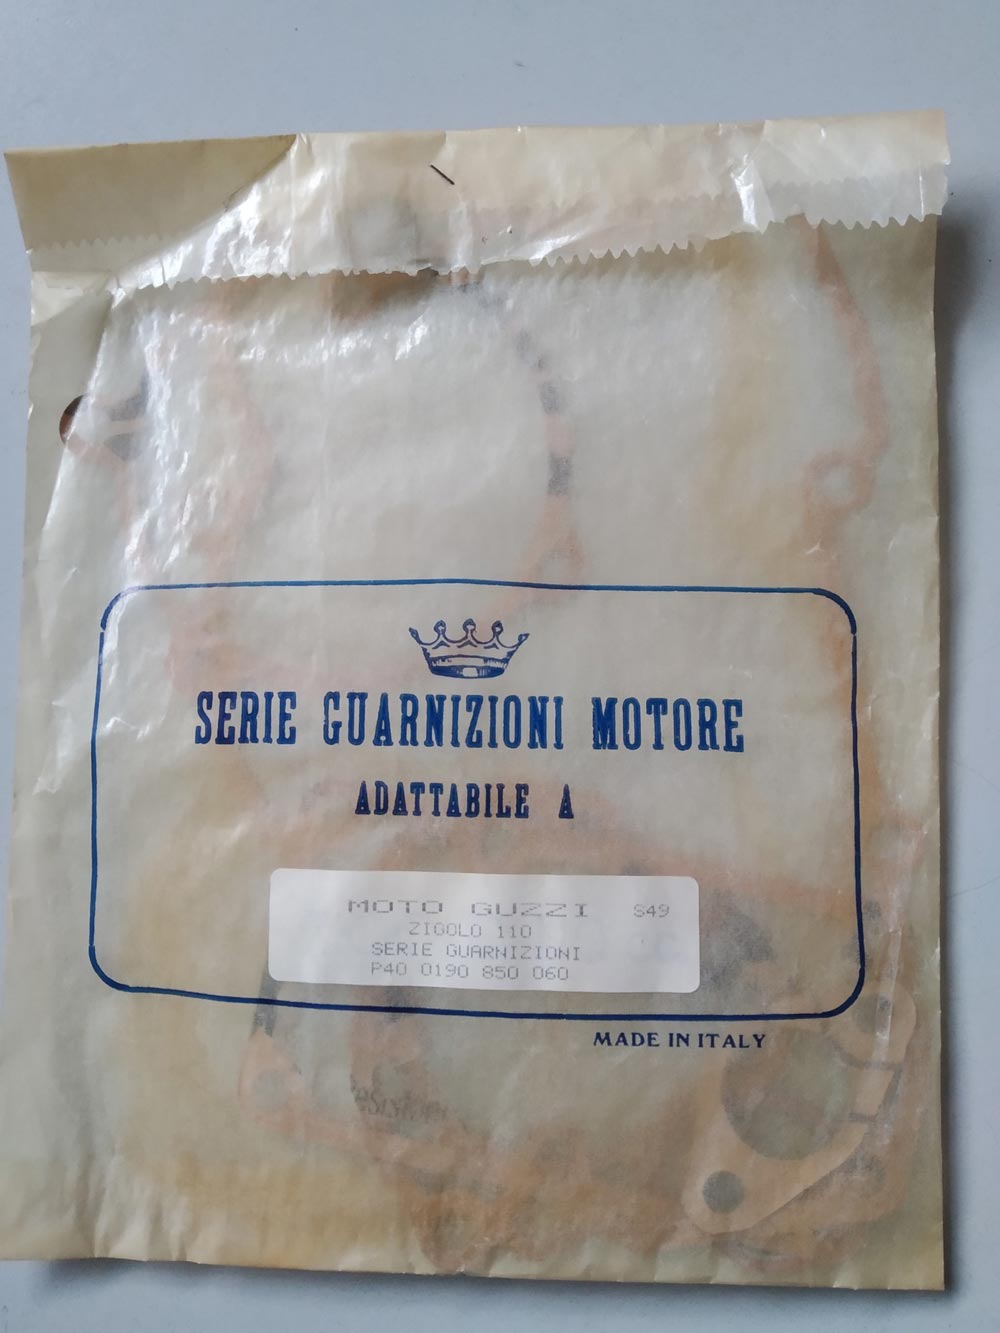 SERIE GUARNIZIONI MOTORE
ADATTABILE A
MOTO GUZZI S49
ZIGOLO 110
SERIE GUARNIZIONI
P40 0190 850 060
MADE IN ITALY